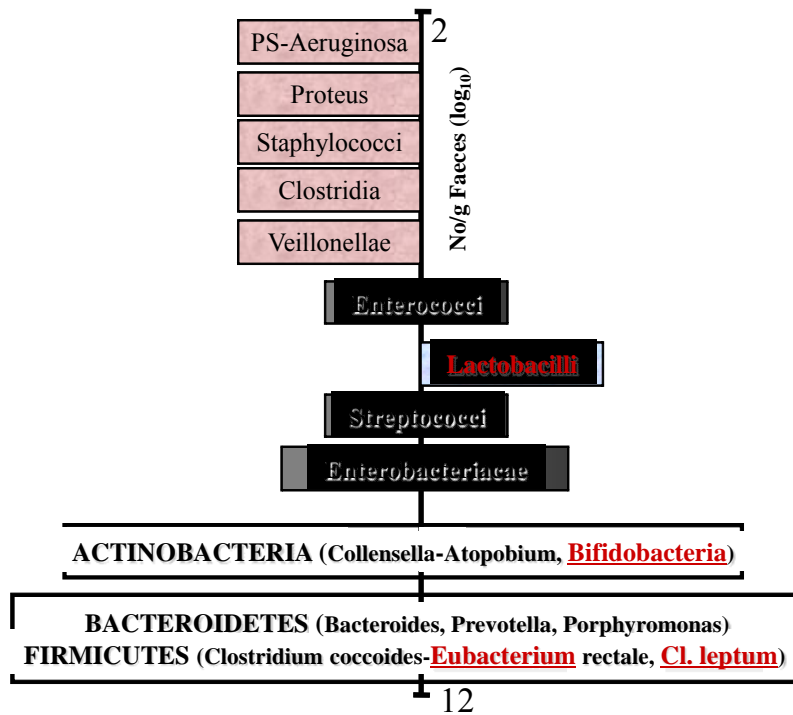 2
PS-Aeruginosa
Proteus
Staphylococci
Clostridia
Veillonellae
No/g Faeces (log10)
Enterococci
Lactobacilli
Streptococci
Enterobacteriacae
ACTINOBACTERIA (Collensella-Atopobium, Bifidobacteria)
BACTEROIDETES (Bacteroides, Prevotella, Porphyromonas)
FIRMICUTES (Clostridium coccoides-Eubacterium rectale, Cl. leptum)
12